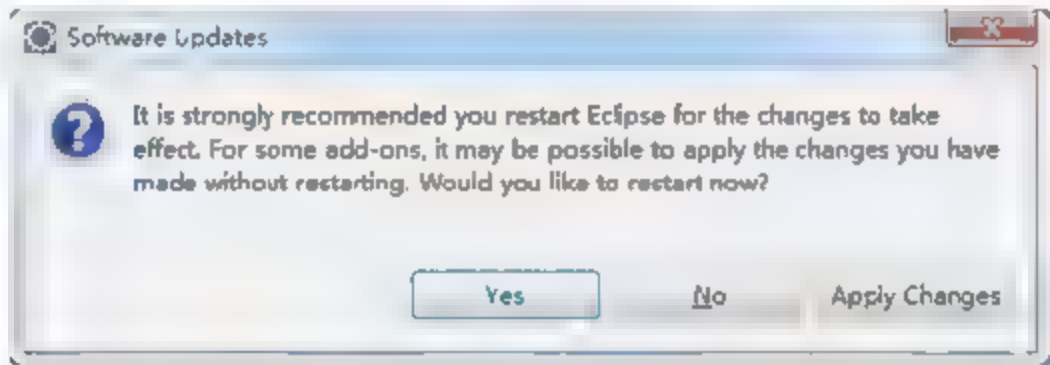 Software Updates
It is strongly recommended you restart Eclipse for the changes to take
effect. For some add-ons, it may be possible to apply the changes you have
made without restarting. Would you like to restart now?
Yes No Apply Changes